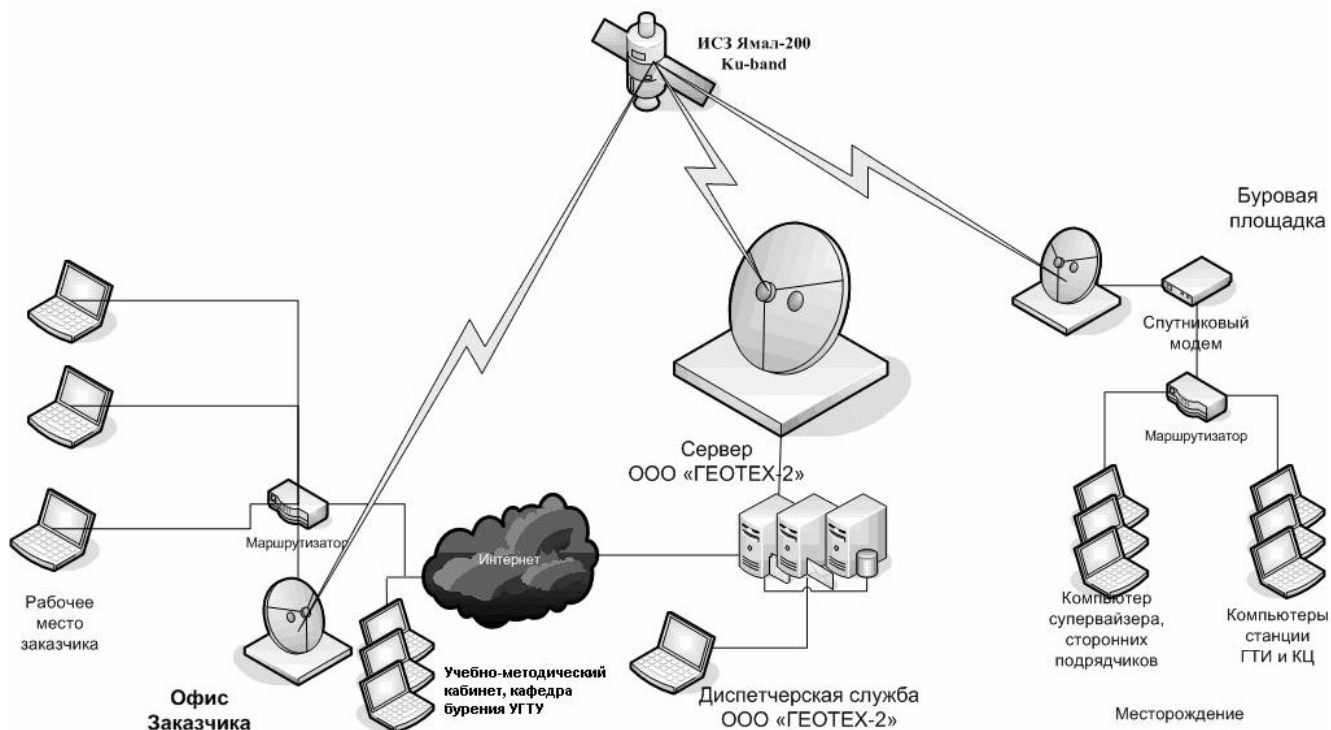 ИСЗ Ямал-200
Ku-band
Буровая
площадка
Спутниковый
модем
Маршрутизатор
Сервер
ООО «ГЕОТЕХ-2»
Маршрутизатор
Интернет
Рабочее
место
заказчика
Компьютер
супервайзера,
сторонних
подрядчиков
Компьютеры
станции
ГТИ и КЦ
Учебно-методический
кабинет, кафедра
бурения УГТУ
Офис
Заказчика
Диспетчерская служба
ООО «ГЕОТЕХ-2»
Месторождение